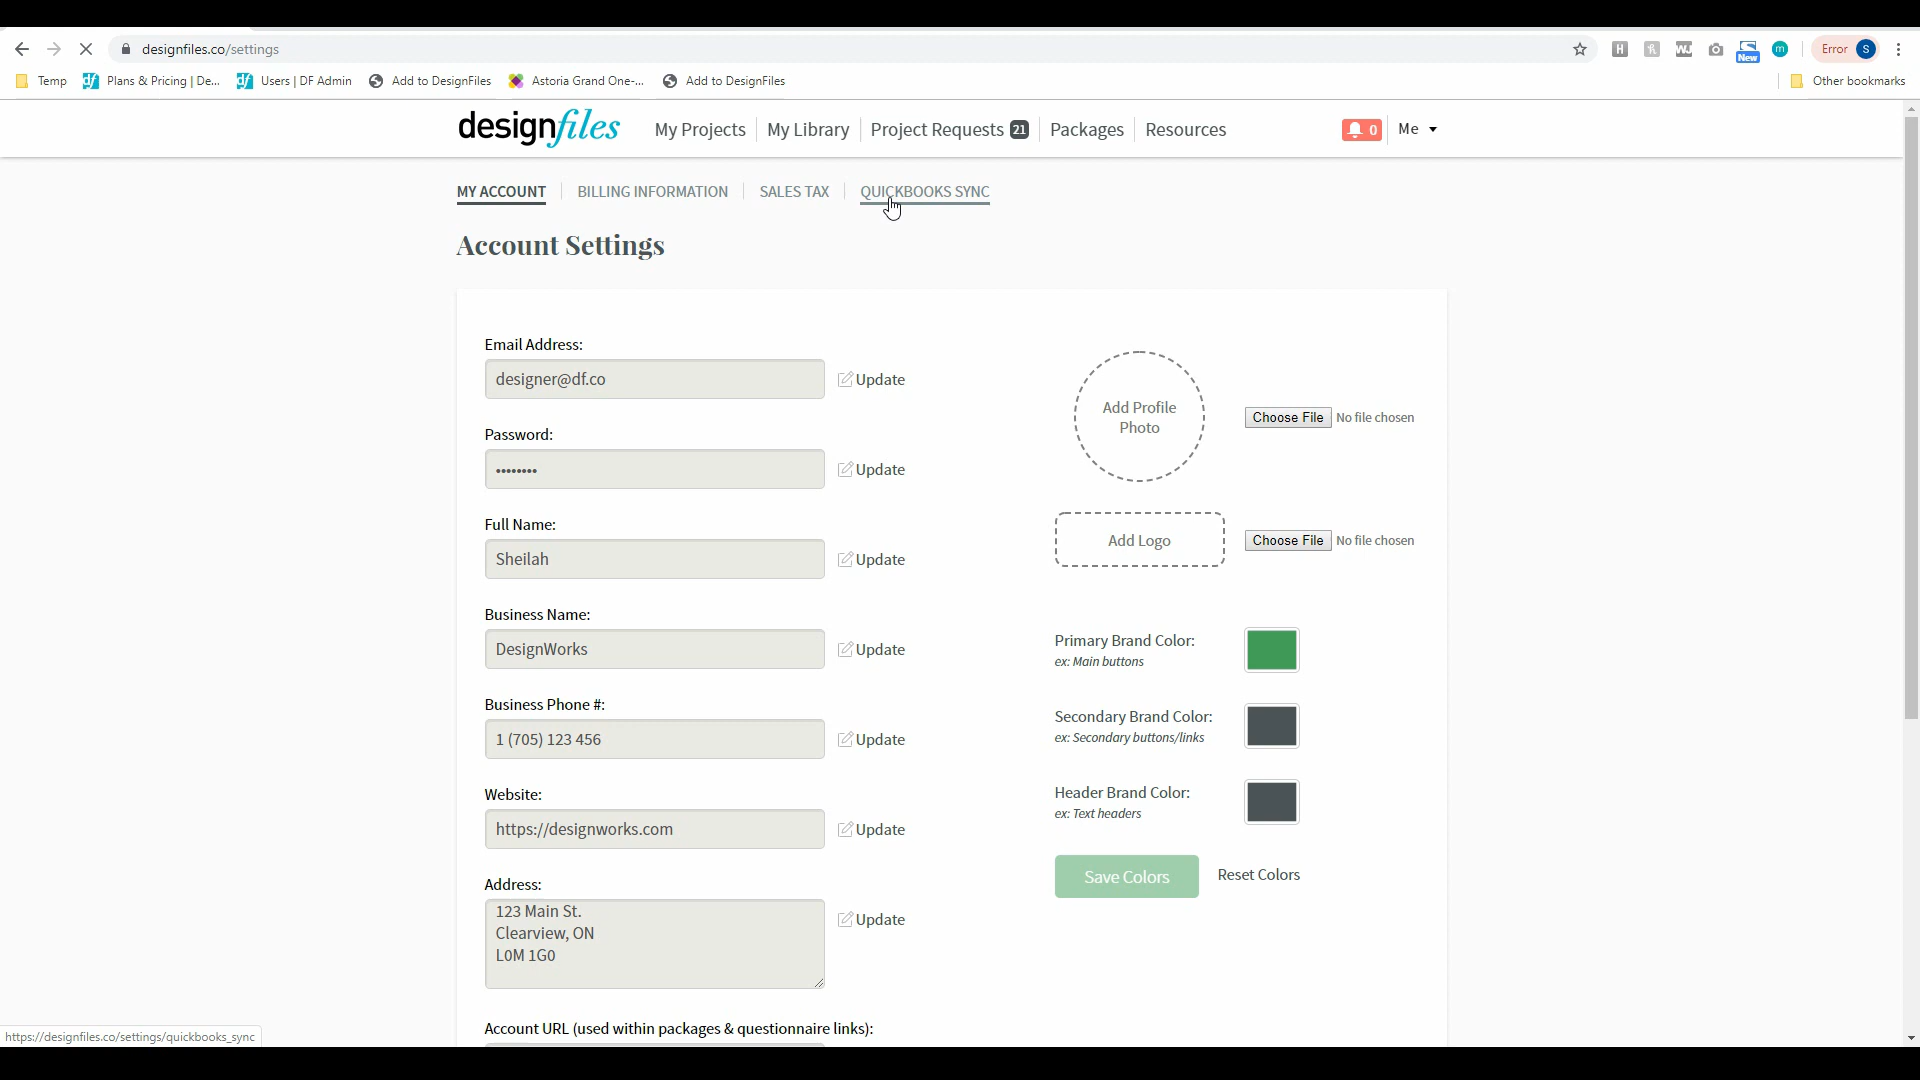 designfiles.co/settings
H
WJ
New
m
Error S
Temp
df Plans & Pricing | De...
df Users | DF Admin
Add to DesignFiles
Astoria Grand One-...
Add to DesignFiles
Other bookmarks
designfiles
My Projects
My Library
Project Requests 21
Packages
Resources
0
Me
MY ACCOUNT
BILLING INFORMATION
SALES TAX
QUICKBOOKS SYNC
Account Settings
Email Address:
designer@df.co
Update
Password:
••••••••
Update
Full Name:
Sheilah
Update
Business Name:
DesignWorks
Update
Business Phone #:
1 (705) 123 456
Update
Website:
https://designworks.com
Update
Address:
123 Main St.
Clearview, ON
L0M 1G0
Update
Account URL (used within packages & questionnaire links):
Add Profile
Photo
Choose File No file chosen
Add Logo
Choose File No file chosen
Primary Brand Color:
ex: Main buttons
Secondary Brand Color:
ex: Secondary buttons/links
Header Brand Color:
ex: Text headers
Save Colors
Reset Colors
https://designfiles.co/settings/quickbooks_sync